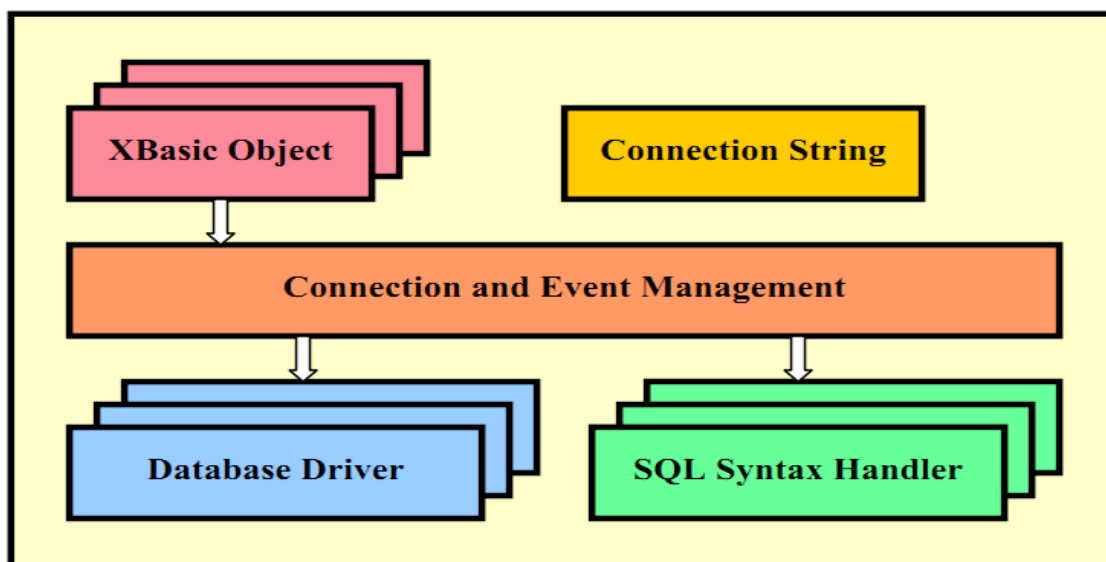 XBasic Object
Connection String
Connection and Event Management
Database Driver
SQL Syntax Handler